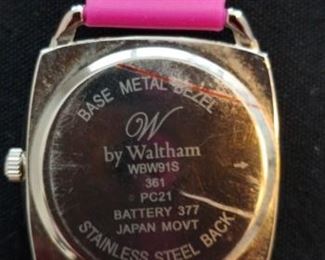 BASE METAL BEZEL
W
by Waltham
WBW91S
361
PC21
BATTERY 377
JAPAN MOVT
STAINLESS STEEL BACK